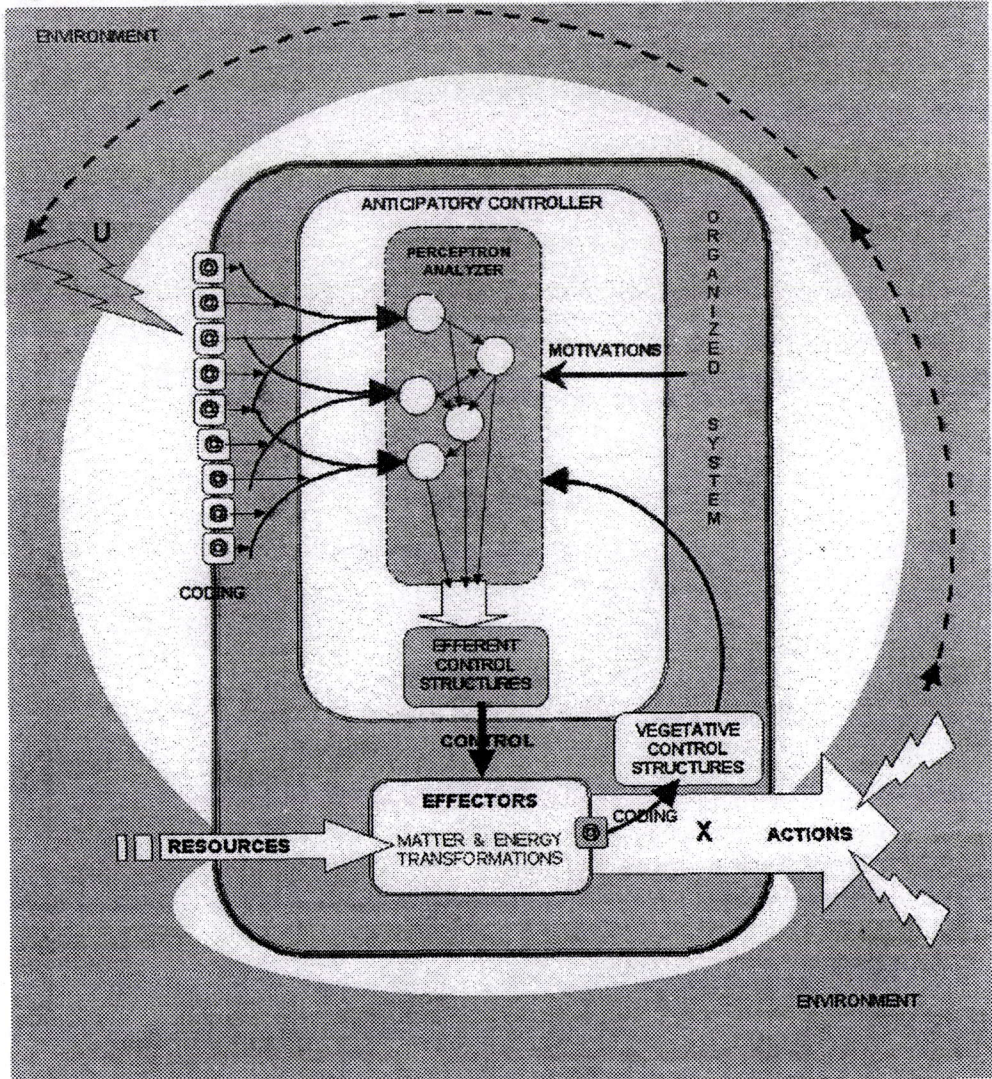 ENVIRONMENT
U
ANTICIPATORY CONTROLLER
PERCEPTRON
ANALYZER
ORGANIZED SYSTEM
MOTIVATIONS
CODING
EFFERENT
CONTROL
STRUCTURES
CONTROL
VEGETATIVE
CONTROL
STRUCTURES
EFFECTORS
MATTER & ENERGY
TRANSFORMATIONS
RESOURCES
CODING
X
ACTIONS
ENVIRONMENT